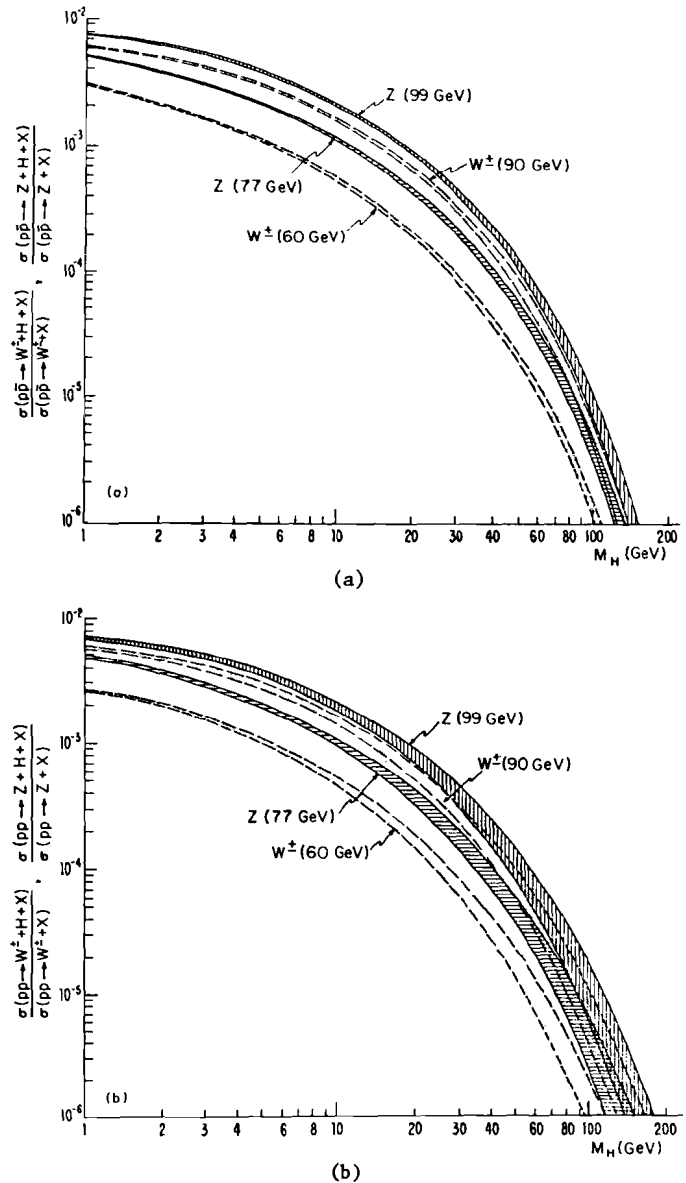 10⁻²
10⁻³
10⁻⁴
10⁻⁵
10⁻⁶
σ(pp̄→W±+H+X)
σ(pp̄→W±+X)
,
σ(pp̄→Z+H+X)
σ(pp̄→Z+X)
Z (99 GeV)
W± (90 GeV)
Z (77 GeV)
W± (60 GeV)
(a)
1 2 3 4 6 8 10 20 30 40 60 80 100 200
M_H (GeV)
(a)
10⁻²
10⁻³
10⁻⁴
10⁻⁵
10⁻⁶
σ(pp→W±+H+X)
σ(pp→W±+X)
,
σ(pp→Z+H+X)
σ(pp→Z+X)
Z (99 GeV)
W± (90 GeV)
Z (77 GeV)
W± (60 GeV)
(b)
1 2 3 4 6 8 10 20 30 40 60 80 100 200
M_H (GeV)
(b)